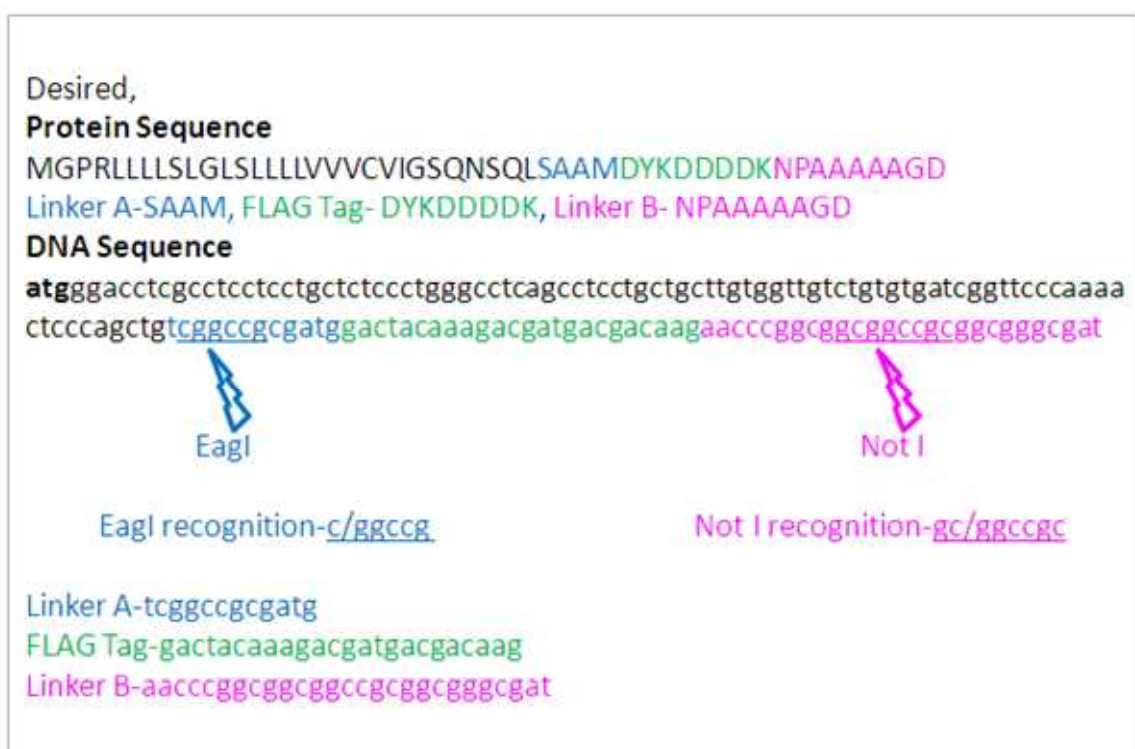 Desired,
Protein Sequence
MGPRLLLLSLGLSLLLLVVVCVIGSQNSQLSAAMDYKDDDDKNPAAAAAGD
Linker A-SAAM, FLAG Tag- DYKDDDDK, Linker B- NPAAAAAGD
DNA Sequence
atgggacctcgcctcctcctgctctccctgggcctcagcctcctgctgcttgtggttgtctgtgtgatcggttcccaaaa
ctcccagctgtcggccgcgatggactacaaagacgatgacgacaagaacccggcggcggccgcggcgggcgat
EagI
Not I
EagI recognition-c/ggccg
Not I recognition-gc/ggccgc
Linker A-tcggccgcgatg
FLAG Tag-gactacaaagacgatgacgacaag
Linker B-aacccggcggcggccgcggcgggcgat